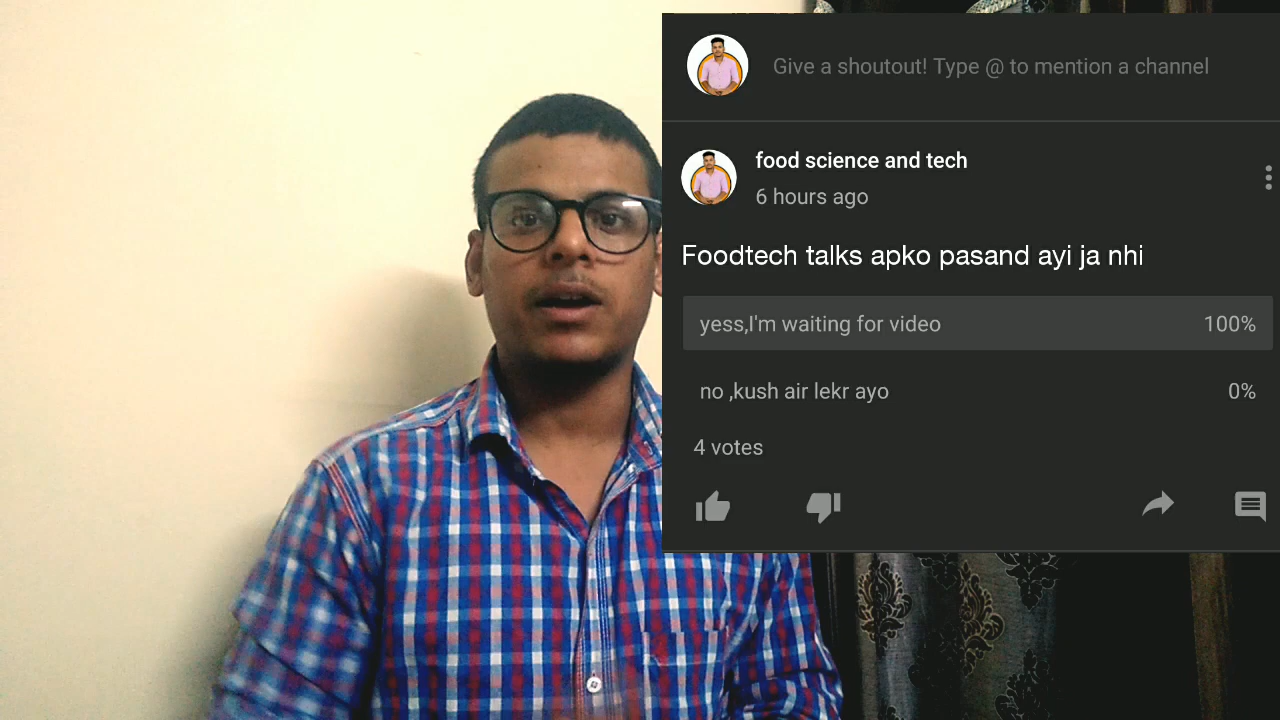 Give a shoutout! Type @ to mention a channel
food science and tech
6 hours ago
Foodtech talks apko pasand ayi ja nhi
yess,I'm waiting for video 100%
no ,kush air lekr ayo 0%
4 votes